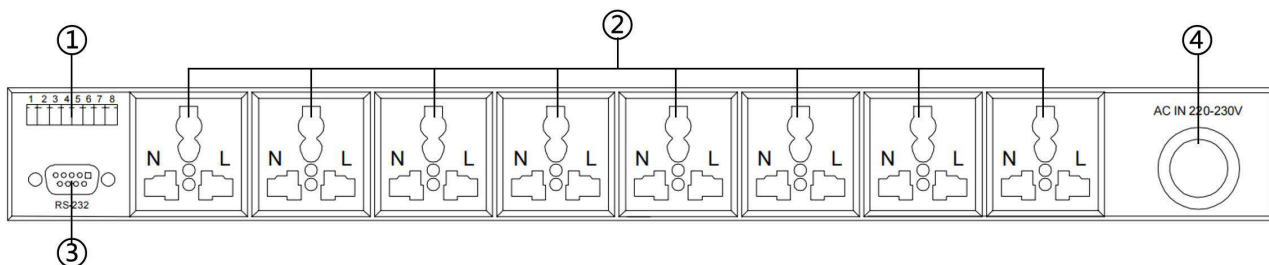 ① ② ④
1 2 3 4 5 6 7 8
AC IN 220-230V
N L N L N L N L N L N L N L N L
RS-232
③